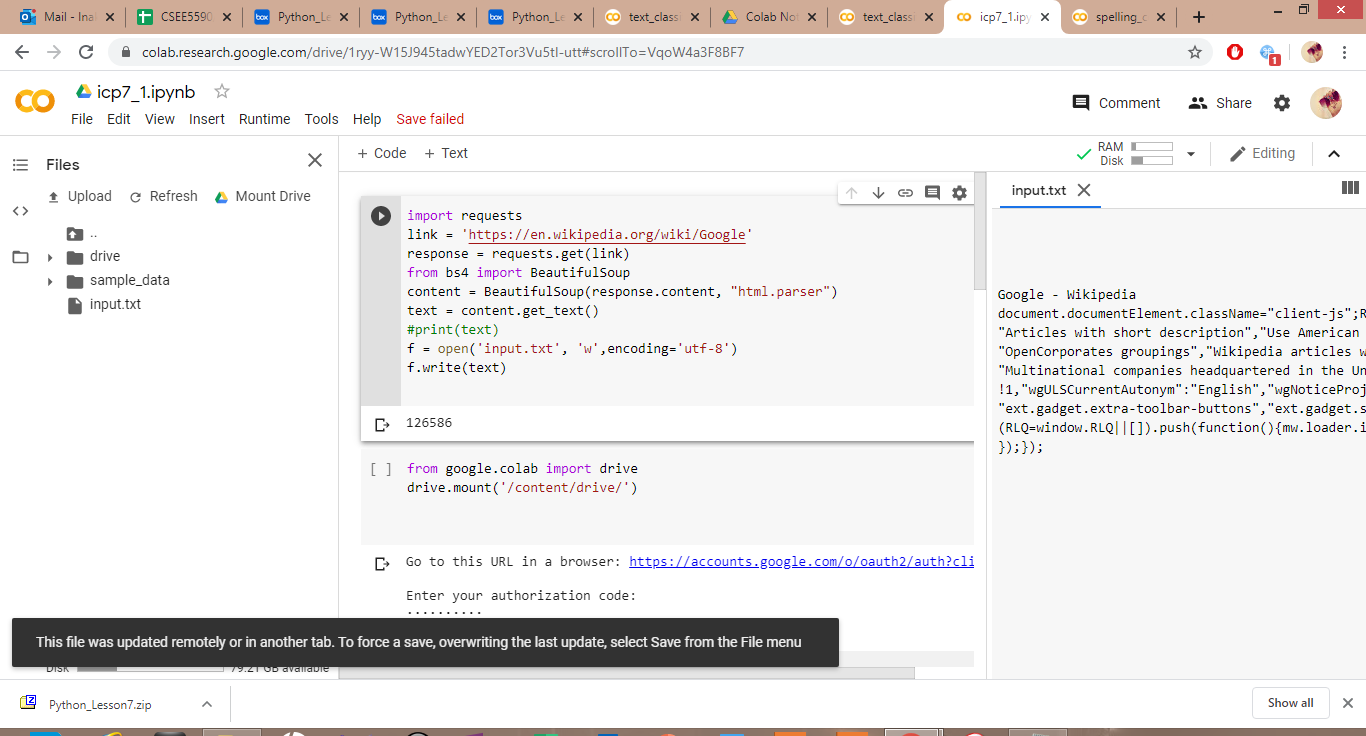 Mail - Ina
CSEE5590
Python_Le
Python_Le
Python_Le
text_classi
Colab No
text_classi
icp7_1.ipy
spelling_c
colab.research.google.com/drive/1ryy-W15J945tadwYED2Tor3Vu5tI-utt#scrollTo=VqoW4a3F8BF7
1
icp7_1.ipynb
Comment
Share
File Edit View Insert Runtime Tools Help Save failed
Files
+ Code + Text
RAM
Disk
Editing
Upload Refresh Mount Drive
..
drive
sample_data
input.txt
import requests
link = 'https://en.wikipedia.org/wiki/Google'
response = requests.get(link)
from bs4 import BeautifulSoup
content = BeautifulSoup(response.content, "html.parser")
text = content.get_text()
#print(text)
f = open('input.txt', 'w',encoding='utf-8')
f.write(text)
126586
[ ] from google.colab import drive
drive.mount('/content/drive/')
Go to this URL in a browser: https://accounts.google.com/o/oauth2/auth?cli
Enter your authorization code:
··········
input.txt
Google - Wikipedia
document.documentElement.className="client-js";R
"Articles with short description","Use American
"OpenCorporates groupings","Wikipedia articles w
"Multinational companies headquartered in the Un
!1,"wgULSCurrentAutonym":"English","wgNoticeProj
"ext.gadget.extra-toolbar-buttons","ext.gadget.s
(RLQ=window.RLQ||[]).push(function(){mw.loader.i
});});
This file was updated remotely or in another tab. To force a save, overwriting the last update, select Save from the File menu
Disk 79.21 GB available
Python_Lesson7.zip
Show all